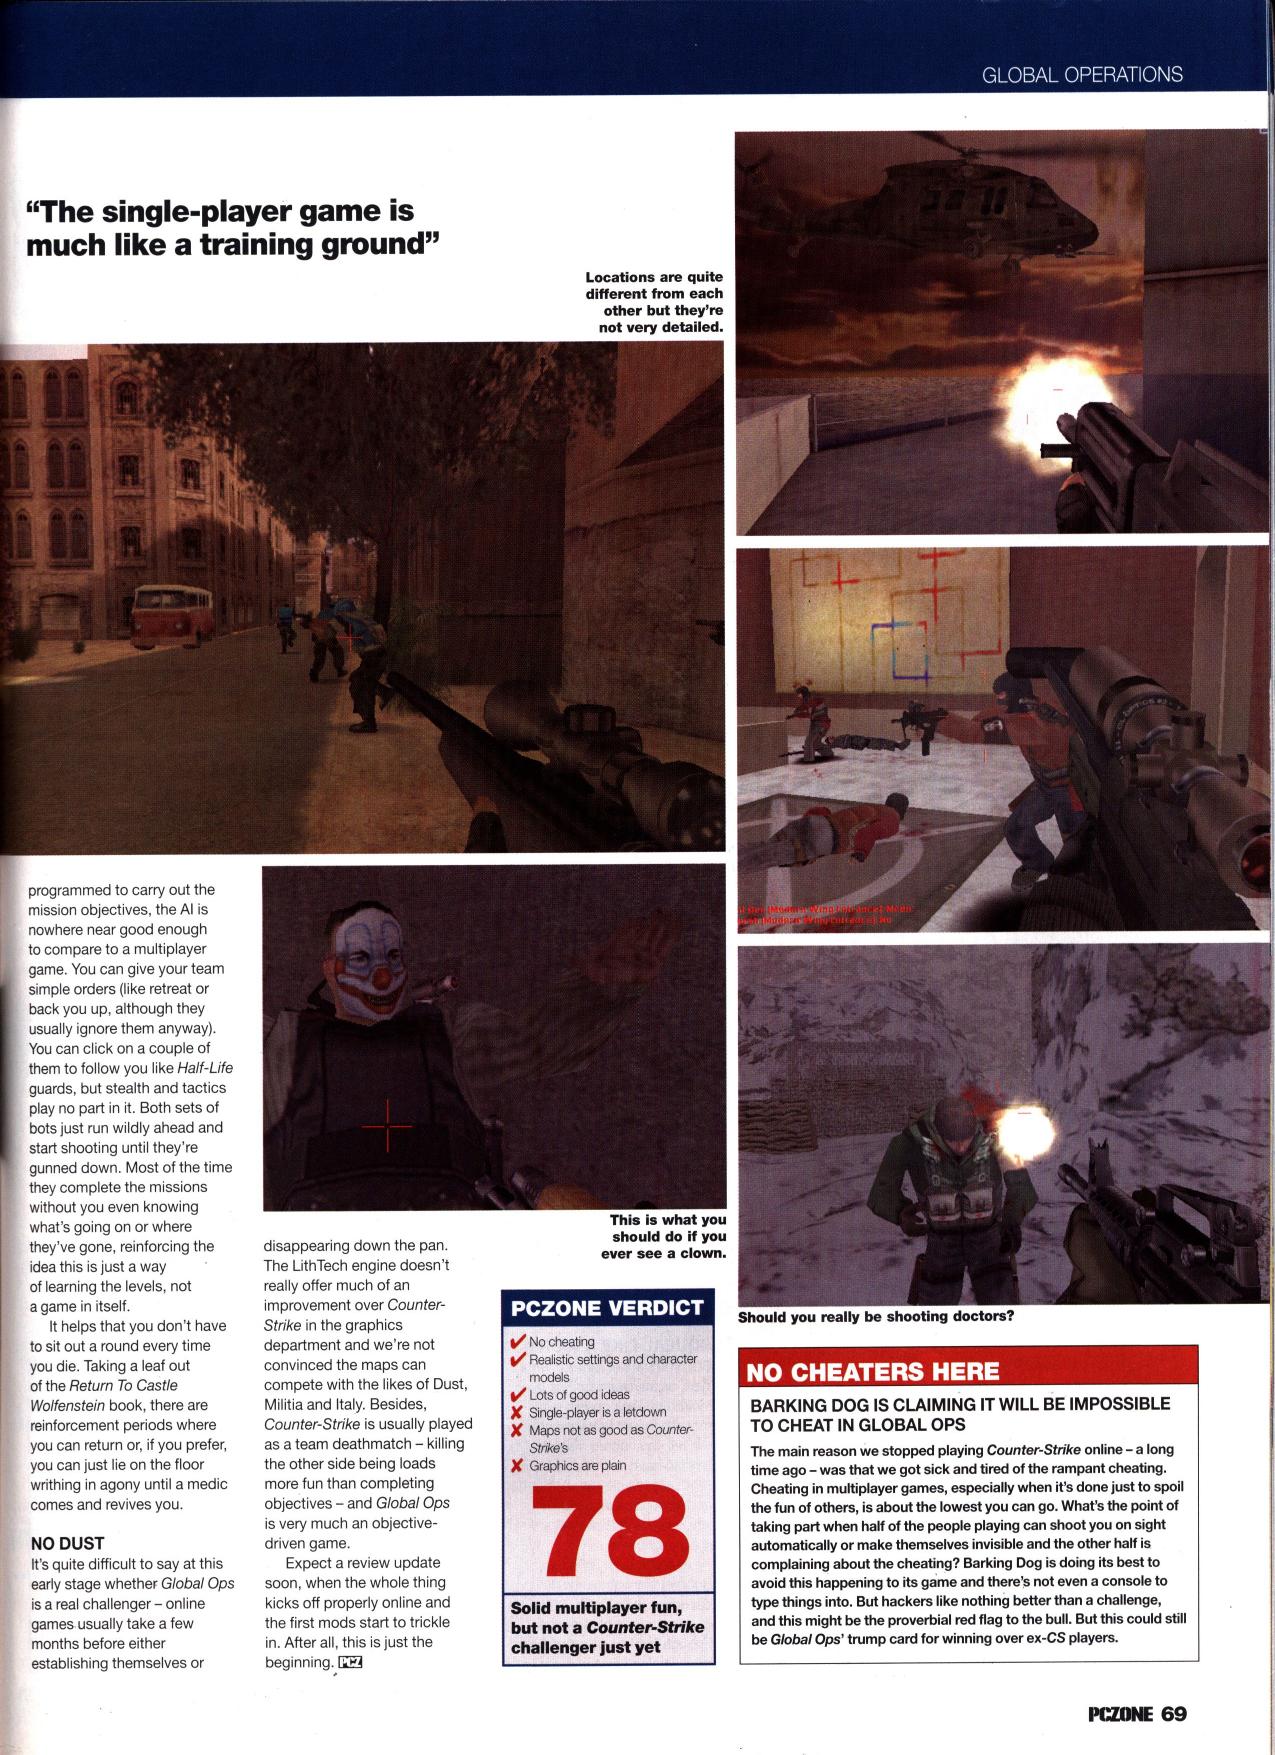 GLOBAL OPERATIONS
“The single-player game is
much like a training ground”
Locations are quite
different from each
other but they're
not very detailed.
programmed to carry out the
mission objectives, the AI is
nowhere near good enough
to compare to a multiplayer
game. You can give your team
simple orders (like retreat or
back you up, although they
usually ignore them anyway).
You can click on a couple of
them to follow you like Half-Life
guards, but stealth and tactics
play no part in it. Both sets of
bots just run wildly ahead and
start shooting until they're
gunned down. Most of the time
they complete the missions
without you even knowing
what's going on or where
they've gone, reinforcing the
idea this is just a way
of learning the levels, not
a game in itself.
It helps that you don't have
to sit out a round every time
you die. Taking a leaf out
of the Return To Castle
Wolfenstein book, there are
reinforcement periods where
you can return or, if you prefer,
you can just lie on the floor
writhing in agony until a medic
comes and revives you.
NO DUST
It's quite difficult to say at this
early stage whether Global Ops
is a real challenger – online
games usually take a few
months before either
establishing themselves or
This is what you
should do if you
ever see a clown.
disappearing down the pan.
The LithTech engine doesn't
really offer much of an
improvement over Counter-
Strike in the graphics
department and we're not
convinced the maps can
compete with the likes of Dust,
Militia and Italy. Besides,
Counter-Strike is usually played
as a team deathmatch – killing
the other side being loads
more fun than completing
objectives – and Global Ops
is very much an objective-
driven game.
Expect a review update
soon, when the whole thing
kicks off properly online and
the first mods start to trickle
in. After all, this is just the
beginning. PCZ
PCZONE VERDICT
✓ No cheating
✓ Realistic settings and character
models
✓ Lots of good ideas
✗ Single-player is a letdown
✗ Maps not as good as Counter-
Strike's
✗ Graphics are plain
78
Solid multiplayer fun,
but not a Counter-Strike
challenger just yet
Should you really be shooting doctors?
NO CHEATERS HERE
BARKING DOG IS CLAIMING IT WILL BE IMPOSSIBLE
TO CHEAT IN GLOBAL OPS
The main reason we stopped playing Counter-Strike online – a long
time ago – was that we got sick and tired of the rampant cheating.
Cheating in multiplayer games, especially when it's done just to spoil
the fun of others, is about the lowest you can go. What's the point of
taking part when half of the people playing can shoot you on sight
automatically or make themselves invisible and the other half is
complaining about the cheating? Barking Dog is doing its best to
avoid this happening to its game and there's not even a console to
type things into. But hackers like nothing better than a challenge,
and this might be the proverbial red flag to the bull. But this could still
be Global Ops' trump card for winning over ex-CS players.
PCZONE 69